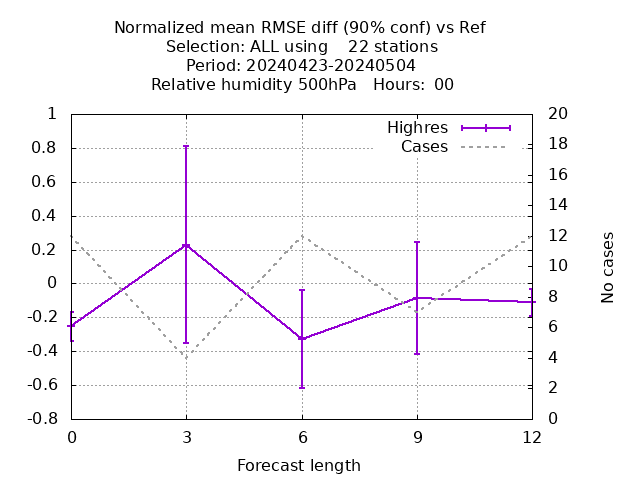 Normalized mean RMSE diff (90% conf) vs Ref
Selection: ALL using    22 stations
Period: 20240423-20240504
Relative humidity 500hPa   Hours:  00
Highres
Cases
1
0.8
0.6
0.4
0.2
0
-0.2
-0.4
-0.6
-0.8
20
18
16
14
12
10
8
6
4
2
0
No cases
0 3 6 9 12
Forecast length